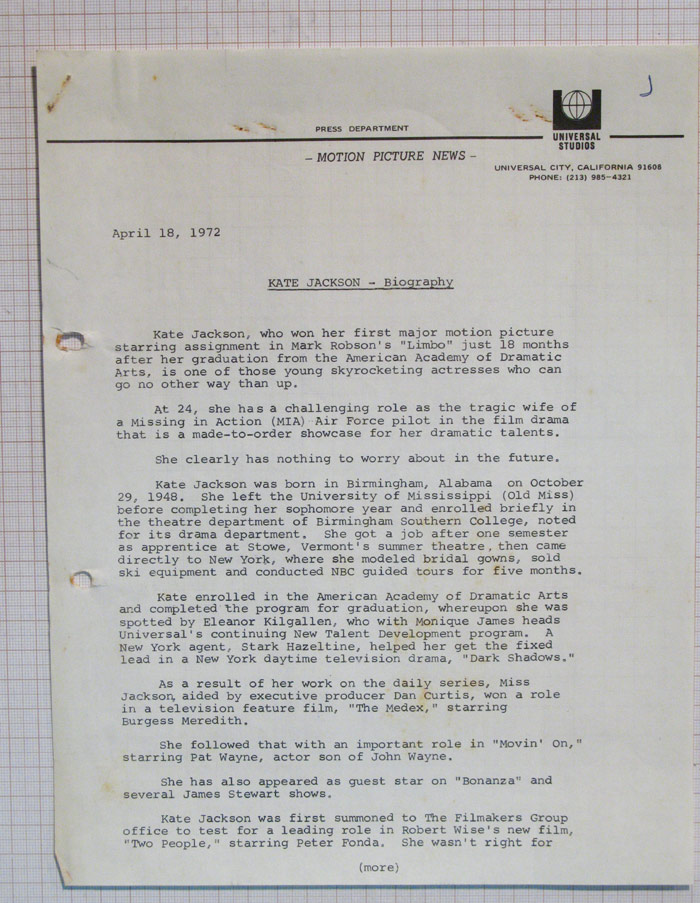 J
PRESS DEPARTMENT
UNIVERSAL
STUDIOS
- MOTION PICTURE NEWS -
UNIVERSAL CITY, CALIFORNIA 91608
PHONE: (213) 985-4321
April 18, 1972
KATE JACKSON - Biography
Kate Jackson, who won her first major motion picture
starring assignment in Mark Robson's "Limbo" just 18 months
after her graduation from the American Academy of Dramatic
Arts, is one of those young skyrocketing actresses who can
go no other way than up.
At 24, she has a challenging role as the tragic wife of
a Missing in Action (MIA) Air Force pilot in the film drama
that is a made-to-order showcase for her dramatic talents.
She clearly has nothing to worry about in the future.
Kate Jackson was born in Birmingham, Alabama on October
29, 1948. She left the University of Mississippi (Old Miss)
before completing her sophomore year and enrolled briefly in
the theatre department of Birmingham Southern College, noted
for its drama department. She got a job after one semester
as apprentice at Stowe, Vermont's summer theatre, then came
directly to New York, where she modeled bridal gowns, sold
ski equipment and conducted NBC guided tours for five months.
Kate enrolled in the American Academy of Dramatic Arts
and completed the program for graduation, whereupon she was
spotted by Eleanor Kilgallen, who with Monique James heads
Universal's continuing New Talent Development program. A
New York agent, Stark Hazeltine, helped her get the fixed
lead in a New York daytime television drama, "Dark Shadows."
As a result of her work on the daily series, Miss
Jackson, aided by executive producer Dan Curtis, won a role
in a television feature film, "The Medex," starring
Burgess Meredith.
She followed that with an important role in "Movin' On,"
starring Pat Wayne, actor son of John Wayne.
She has also appeared as guest star on "Bonanza" and
several James Stewart shows.
Kate Jackson was first summoned to The Filmakers Group
office to test for a leading role in Robert Wise's new film,
"Two People," starring Peter Fonda. She wasn't right for
(more)